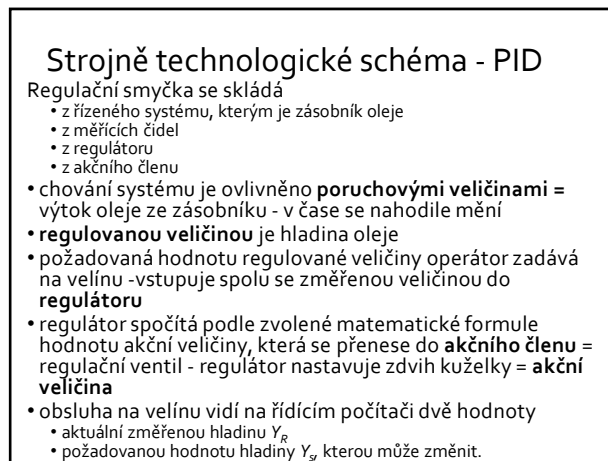 Strojně technologické schéma - PID
Regulační smyčka se skládá
• z řízeného systému, kterým je zásobník oleje
• z měřících čidel
• z regulátoru
• z akčního členu
• chování systému je ovlivněno poruchovými veličinami =
výtok oleje ze zásobníku - v čase se nahodile mění
• regulovanou veličinou je hladina oleje
• požadovaná hodnotu regulované veličiny operátor zadává
na velínu -vstupuje spolu se změřenou veličinou do
regulátoru
• regulátor spočítá podle zvolené matematické formule
hodnotu akční veličiny, která se přenese do akčního členu =
regulační ventil - regulátor nastavuje zdvih kuželky = akční
veličina
• obsluha na velínu vidí na řídícím počítači dvě hodnoty
• aktuální změřenou hladinu YR
• požadovanou hodnotu hladiny Ysr, kterou může změnit.